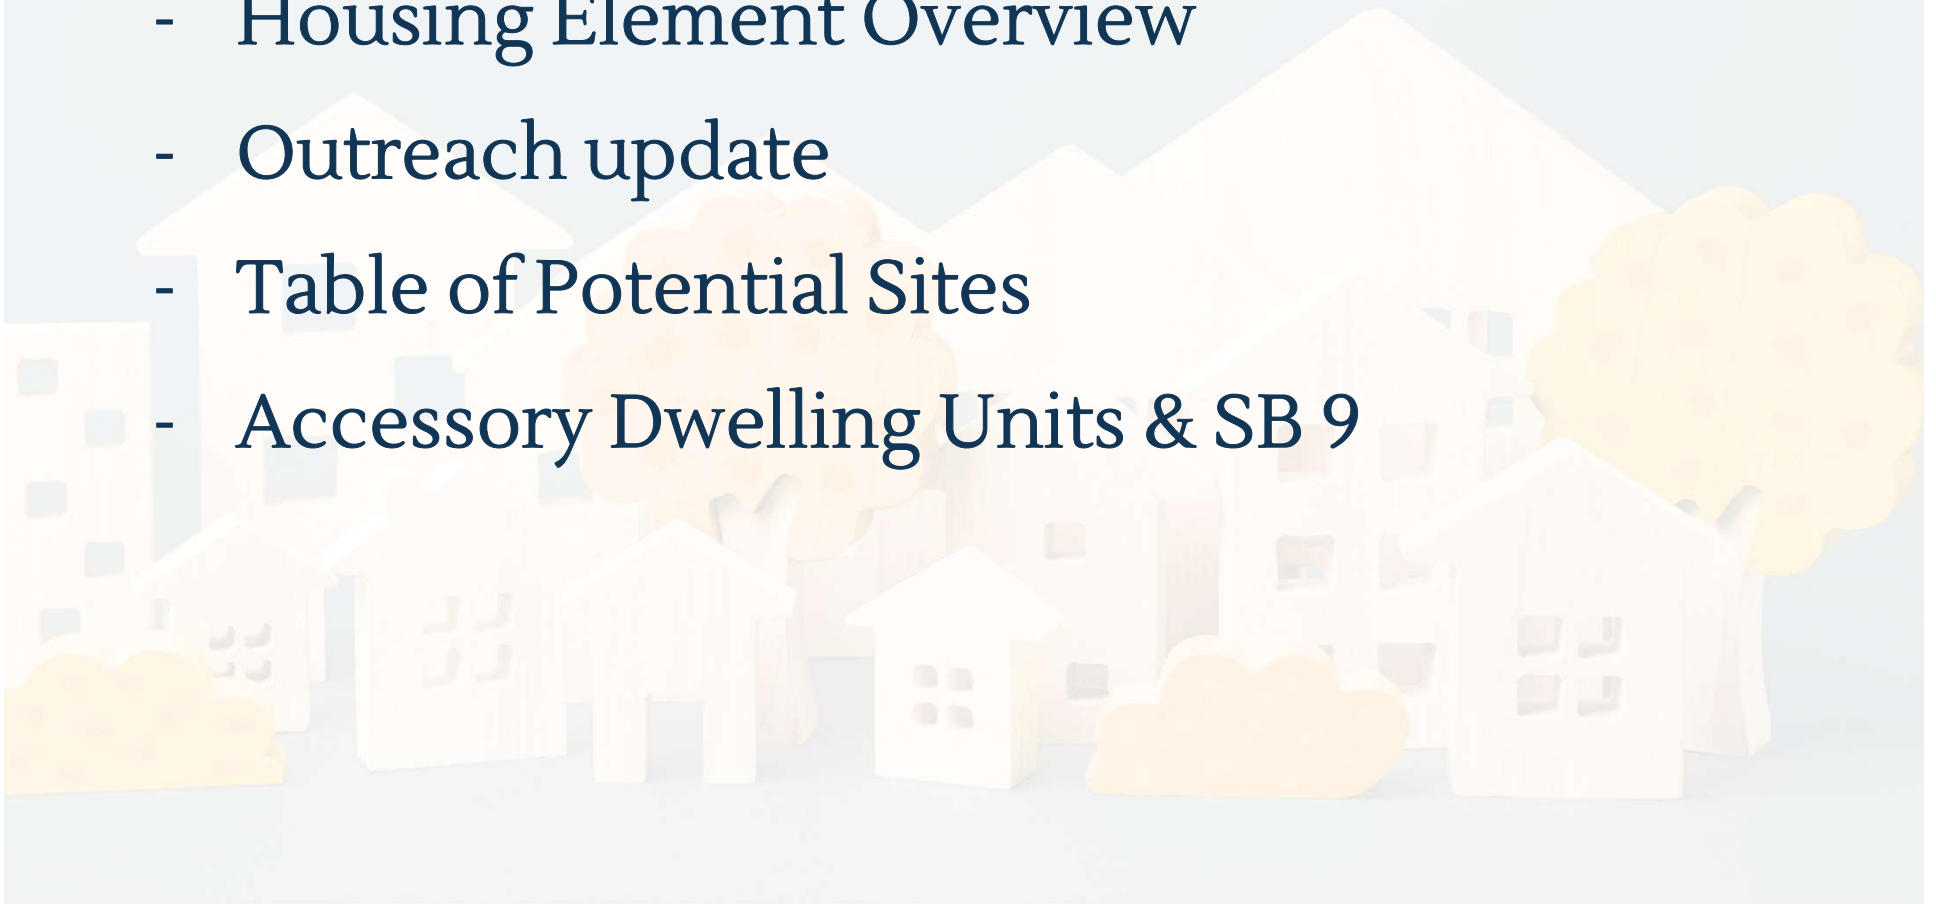 - Housing Element Overview
- Outreach update
- Table of Potential Sites
- Accessory Dwelling Units & SB 9